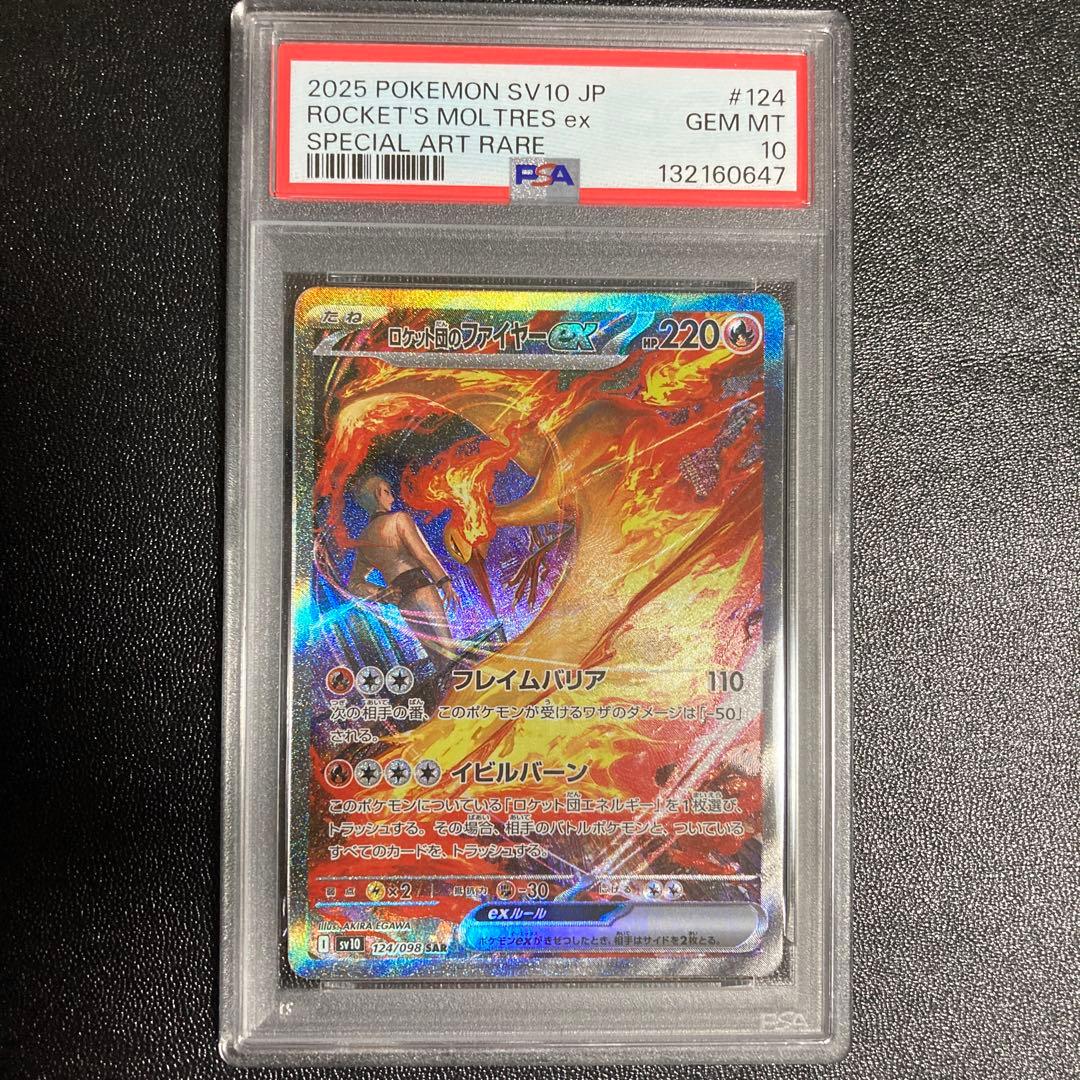 2025 POKEMON SV10 JP #124
ROCKET'S MOLTRES ex GEM MT
SPECIAL ART RARE 10
PSA 132160647
たね ロケット団のファイヤーex HP220
フレイムバリア 110
次の相手の番、このポケモンが受けるワザのダメージは「-50」
される。
イビルバーン
このポケモンについている「ロケット団エネルギー」を1枚選び、
トラッシュする。その場合、相手のバトルポケモンと、ついている
すべてのカードを、トラッシュする。
弱点 ×2 抵抗力 -30 にげる
exルール
Illus. AKIRA EGAWA
ポケモンexがきぜつしたとき、相手はサイドを2枚とる。
I sv10 124/098 SAR
PSA